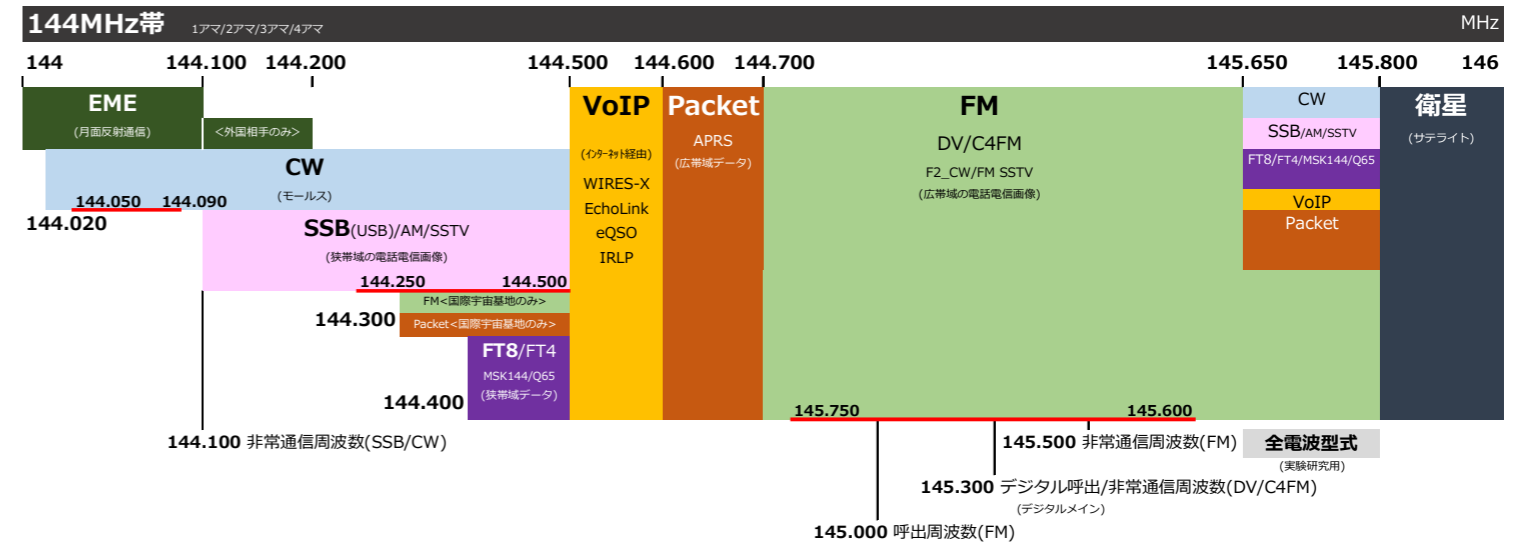 144MHz帯 1アマ/2アマ/3アマ/4アマ MHz
144 144.100 144.200 144.500 144.600 144.700 145.650 145.800 146
EME
(月面反射通信)
<外国相手のみ>
CW
(モールス)
144.050 144.090
144.020
SSB(USB)/AM/SSTV
(狭帯域の電話電信画像)
144.250 144.500
FM<国際宇宙基地のみ>
144.300
Packet<国際宇宙基地のみ>
FT8/FT4
MSK144/Q65
(狭帯域データ)
144.400
144.100 非常通信周波数(SSB/CW)
VoIP
(インターネット経由)
WIRES-X
EchoLink
eQSO
IRLP
Packet
APRS
(広帯域データ)
FM
DV/C4FM
F2_CW/FM SSTV
(広帯域の電話電信画像)
145.750 145.600
145.500 非常通信周波数(FM)
145.300 デジタル呼出/非常通信周波数(DV/C4FM)
(デジタルメイン)
145.000 呼出周波数(FM)
CW
SSB/AM/SSTV
FT8/FT4/MSK144/Q65
VoIP
Packet
全電波型式
(実験研究用)
衛星
(サテライト)